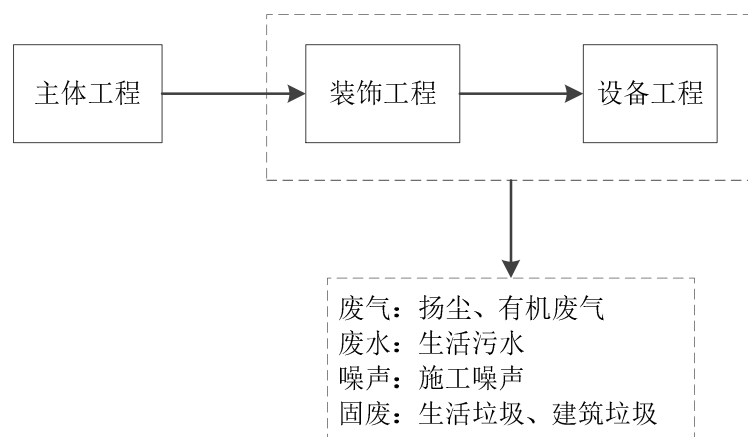 主体工程
装饰工程
设备工程
废气：扬尘、有机废气
废水：生活污水
噪声：施工噪声
固废：生活垃圾、建筑垃圾